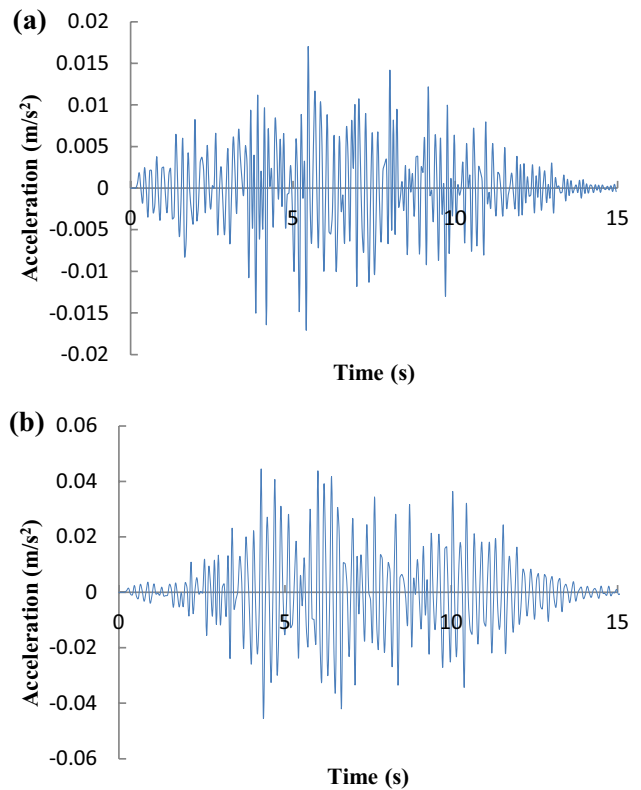 (a)
0.02
0.015
0.01
0.005
0
-0.005
-0.01
-0.015
-0.02
0 5 10 15
Acceleration (m/s²)
Time (s)
(b)
0.06
0.04
0.02
0
-0.02
-0.04
-0.06
0 5 10 15
Acceleration (m/s²)
Time (s)